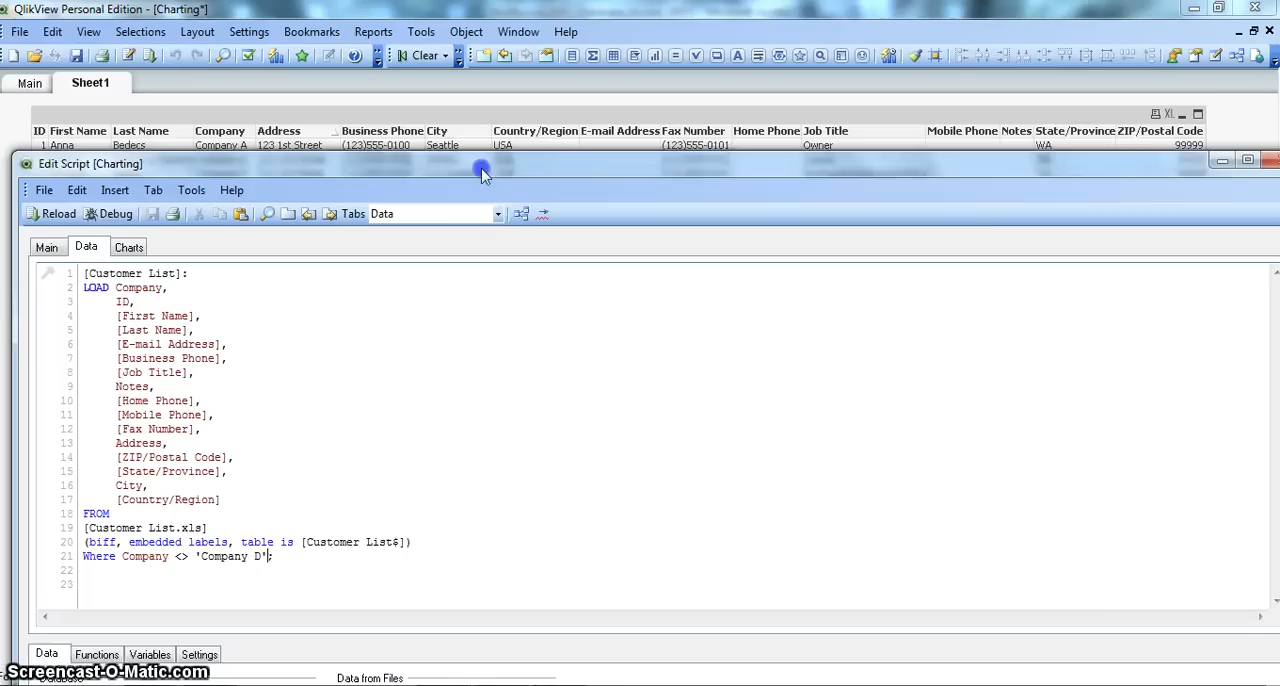 QlikView Personal Edition - [Charting*]
File Edit View Selections Layout Settings Bookmarks Reports Tools Object Window Help
Clear
Main Sheet1
XL
ID First Name Last Name Company Address Business Phone City Country/Region E-mail Address Fax Number Home Phone Job Title Mobile Phone Notes State/Province ZIP/Postal Code
1 Anna Bedecs Company A 123 1st Street (123)555-0100 Seattle USA (123)555-0101 Owner WA 99999
Edit Script [Charting]
File Edit Insert Tab Tools Help
Reload Debug Tabs Data
Main Data Charts
1 [Customer List]:
2 LOAD Company,
3 ID,
4 [First Name],
5 [Last Name],
6 [E-mail Address],
7 [Business Phone],
8 [Job Title],
9 Notes,
10 [Home Phone],
11 [Mobile Phone],
12 [Fax Number],
13 Address,
14 [ZIP/Postal Code],
15 [State/Province],
16 City,
17 [Country/Region]
18 FROM
19 [Customer List.xls]
20 (biff, embedded labels, table is [Customer List$])
21 Where Company <> 'Company D';
22
23
Data Functions Variables Settings
Screencast-O-Matic.com
Data from Files